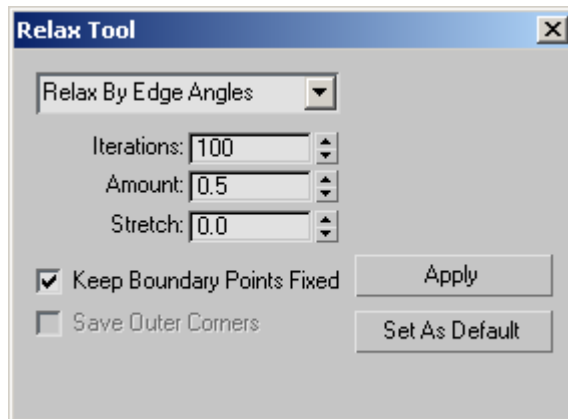 Relax Tool
Relax By Edge Angles
Iterations: 100
Amount: 0.5
Stretch: 0.0
Keep Boundary Points Fixed
Apply
Save Outer Corners
Set As Default